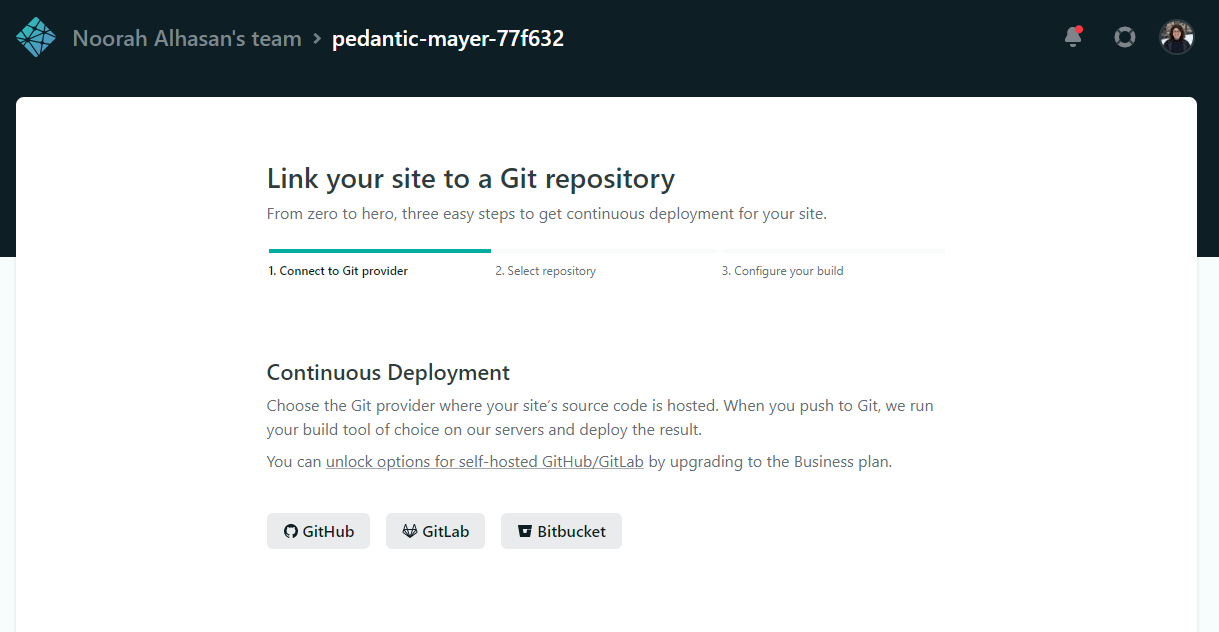 Noorah Alhasan's team > pedantic-mayer-77f632
Link your site to a Git repository
From zero to hero, three easy steps to get continuous deployment for your site.
1. Connect to Git provider 2. Select repository 3. Configure your build
Continuous Deployment
Choose the Git provider where your site’s source code is hosted. When you push to Git, we run
your build tool of choice on our servers and deploy the result.
You can unlock options for self-hosted GitHub/GitLab by upgrading to the Business plan.
GitHub GitLab Bitbucket